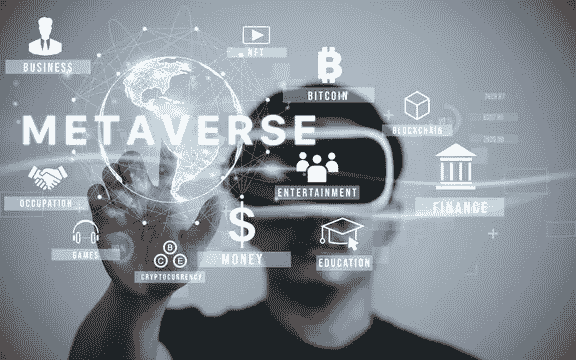 BUSINESS
NFT
BITCOIN
BLOCKCHAIN
METAVERSE
OCCUPATION
ENTERTAINMENT
FINANCE
GAMES
$
MONEY
EDUCATION
B
C E
CRYPTOCURRENCY